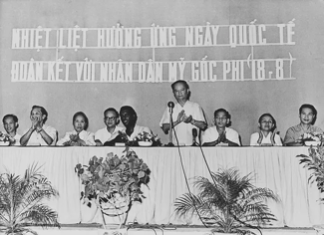 NHIỆT LIỆT HƯỞNG ỨNG NGÀY QUỐC TẾ
ĐOÀN KẾT VỚI NHÂN DÂN MỸ GỐC PHI (18-8)